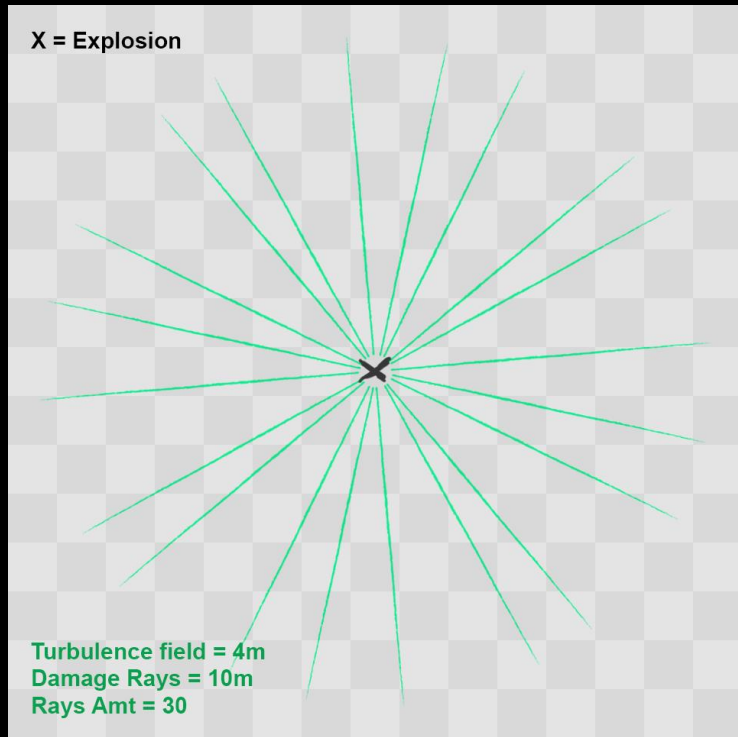 X = Explosion
Turbulence field = 4m
Damage Rays = 10m
Rays Amt = 30